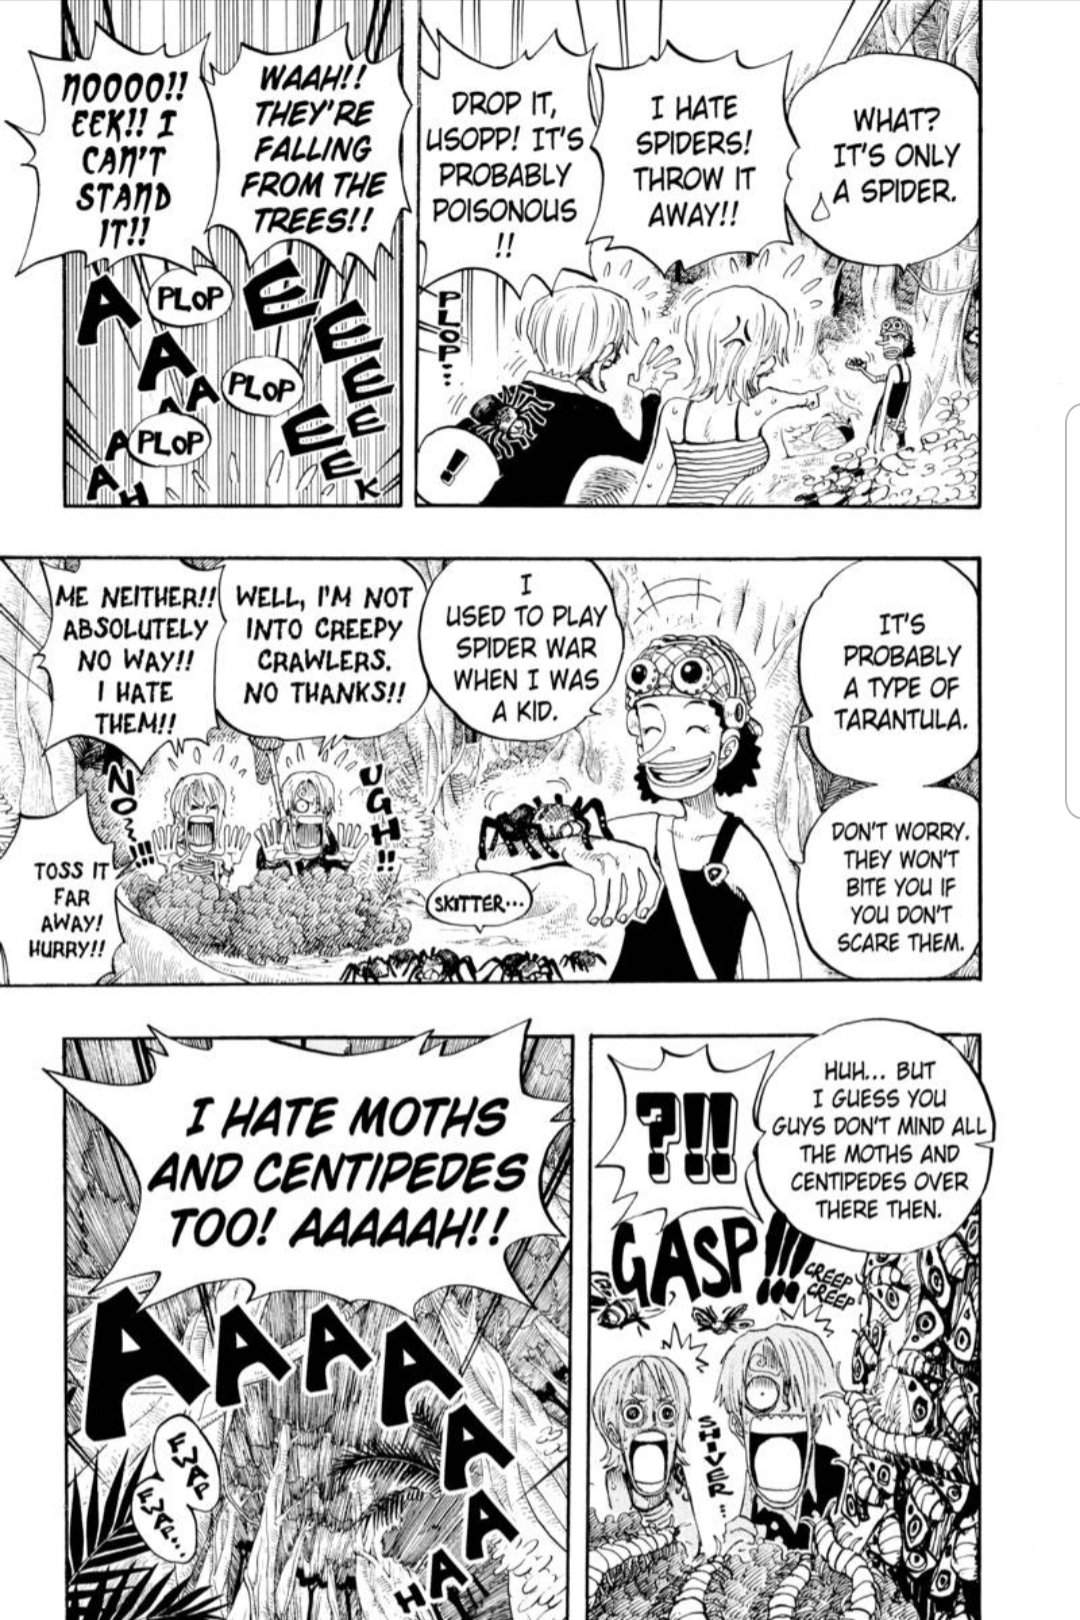 WHAT?
IT'S ONLY
A SPIDER.
I HATE
SPIDERS!
THROW IT
AWAY!!
DROP IT,
USOPP! IT'S
PROBABLY
POISONOUS
!!
PLOP...
!
WAAH!!
THEY'RE
FALLING
FROM THE
TREES!!
NOOOO!!
EEK!! I
CAN'T
STAND
IT!!
EEEEEEEK
PLOP
PLOP
PLOP
AAAAAAH
IT'S
PROBABLY
A TYPE OF
TARANTULA.
DON'T WORRY.
THEY WON'T
BITE YOU IF
YOU DON'T
SCARE THEM.
I
USED TO PLAY
SPIDER WAR
WHEN I WAS
A KID.
SKITTER...
WELL, I'M NOT
INTO CREEPY
CRAWLERS.
NO THANKS!!
UGH!!
ME NEITHER!!
ABSOLUTELY
NO WAY!!
I HATE
THEM!!
NO~!!!
TOSS IT
FAR
AWAY!
HURRY!!
HUH... BUT
I GUESS YOU
GUYS DON'T MIND ALL
THE MOTHS AND
CENTIPEDES OVER
THERE THEN.
?!!
GASP!!!
CREEP
CREEP
SHIVER...
I HATE MOTHS
AND CENTIPEDES
TOO! AAAAAH!!
AAAAAAAH
FWAP
FWAP...